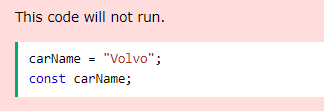 This code will not run.
carName = "Volvo";
const carName;